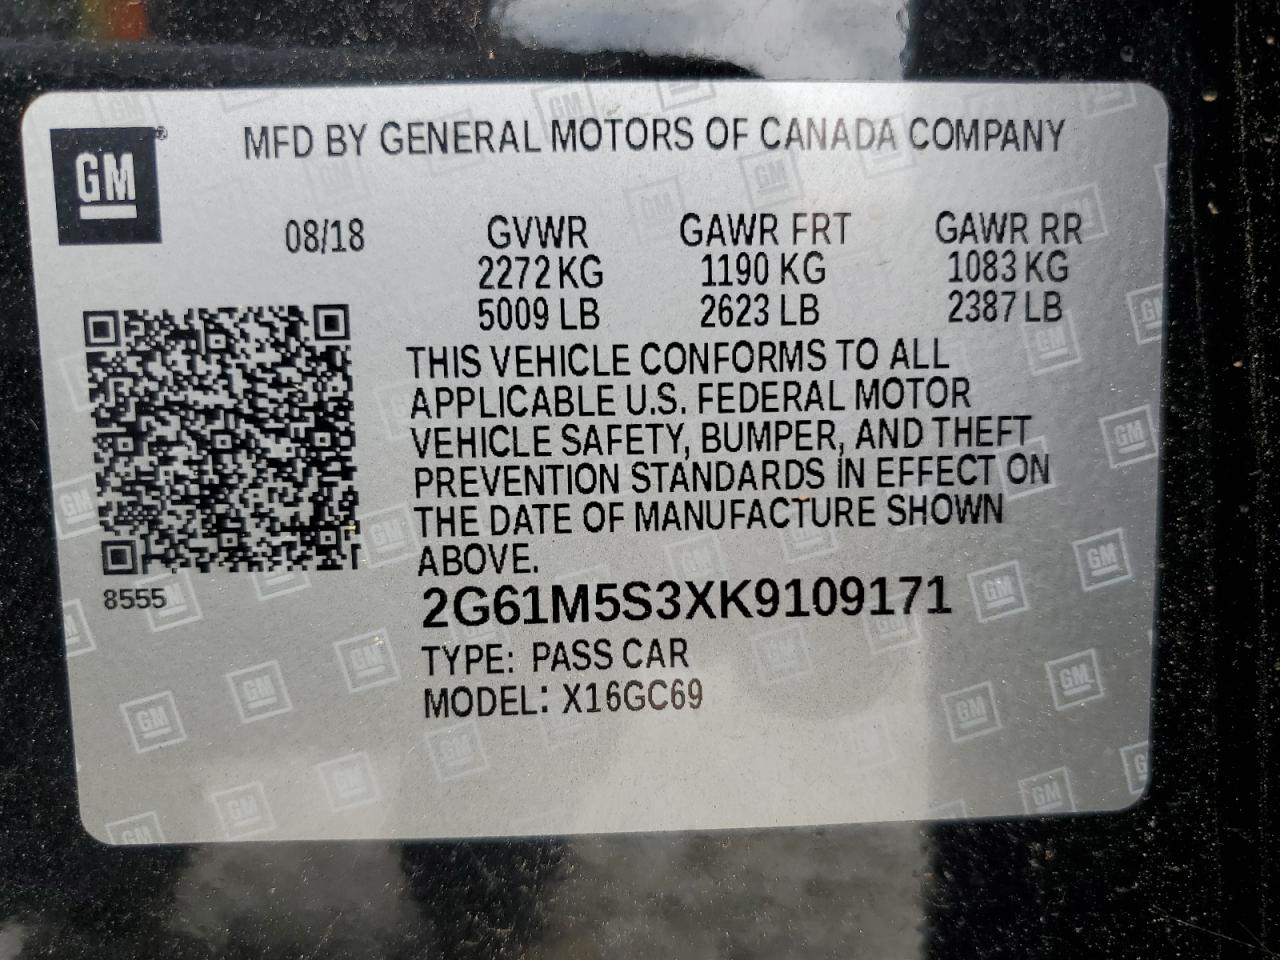 GM®
MFD BY GENERAL MOTORS OF CANADA COMPANY
08/18 GVWR GAWR FRT GAWR RR
2272 KG 1190 KG 1083 KG
5009 LB 2623 LB 2387 LB
THIS VEHICLE CONFORMS TO ALL
APPLICABLE U.S. FEDERAL MOTOR
VEHICLE SAFETY, BUMPER, AND THEFT
PREVENTION STANDARDS IN EFFECT ON
THE DATE OF MANUFACTURE SHOWN
ABOVE.
8555
2G61M5S3XK9109171
TYPE: PASS CAR
MODEL: X16GC69